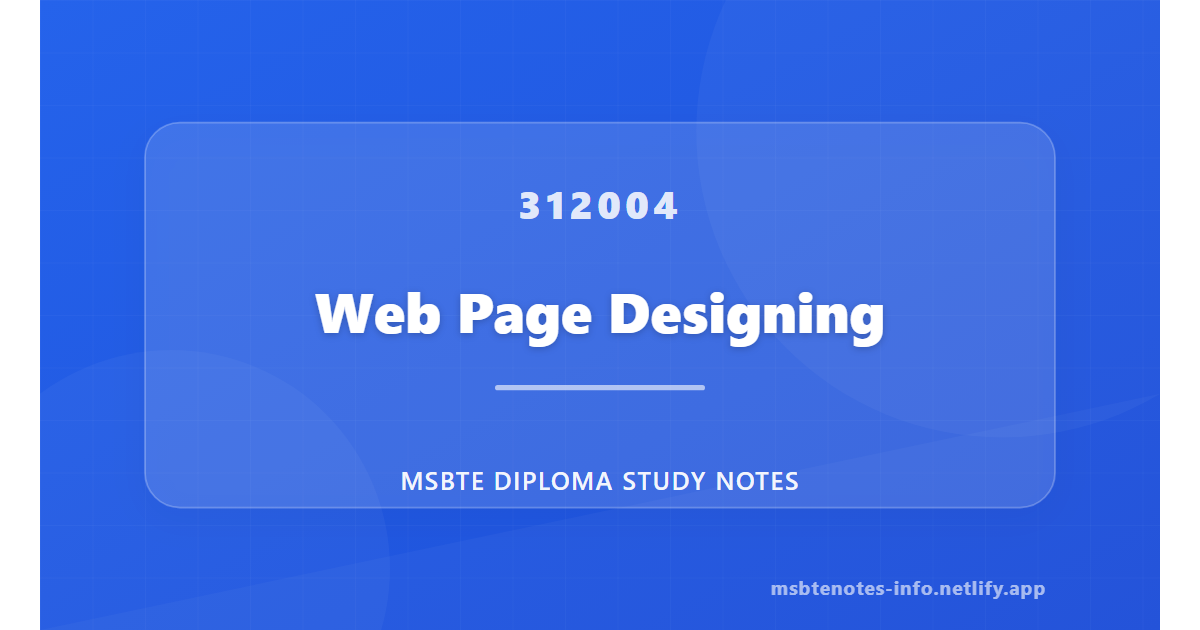 312004
Web Page Designing
MSBTE DIPLOMA STUDY NOTES
msbtenotes-info.netlify.app